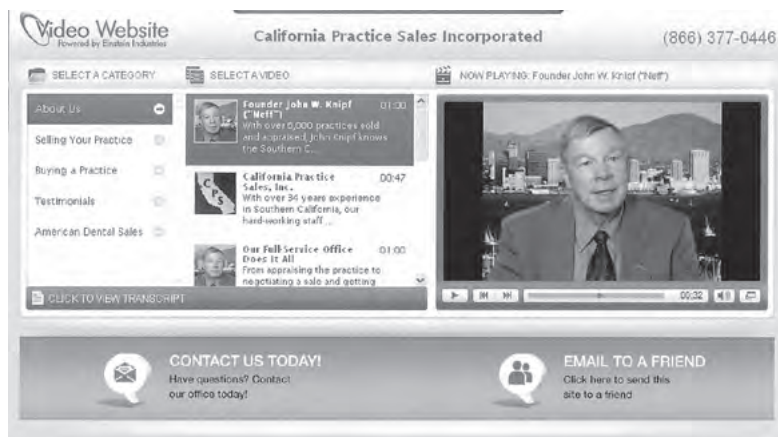 Video Website
Powered by Einstein Industries
California Practice Sales Incorporated
(866) 377-0446
SELECT A CATEGORY
SELECT A VIDEO
NOW PLAYING: Founder John W. Knipf ("Neff")
About Us
Selling Your Practice
Buying a Practice
Testimonials
American Dental Sales
Founder John W. Knipf 01:00
("Neff")
With over 6,000 practices sold
and appraised, John Knipf knows
the Southern C...
CPS
California Practice 00:47
Sales, Inc.
With over 34 years experience
in Southern California, our
hard-working staff...
Our Full-Service Office 01:00
Does It All
From appraising the practice to
negotiating a sale and getting
CLICK TO VIEW TRANSCRIPT
00:32
CONTACT US TODAY!
Have questions? Contact
our office today!
EMAIL TO A FRIEND
Click here to send this
site to a friend